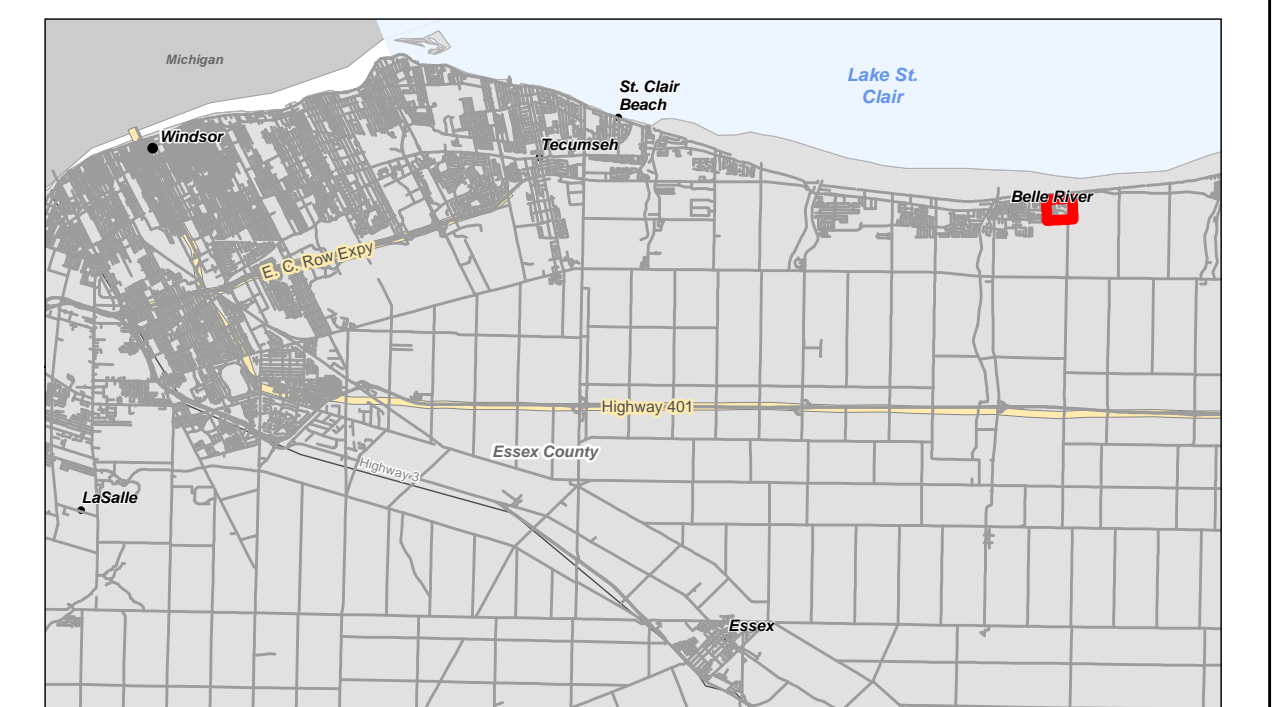 Michigan
Lake St.
Clair
St. Clair
Beach
Windsor
Tecumseh
Belle River
E. C. Row Expy
Highway 401
Essex County
Highway 3
LaSalle
Essex